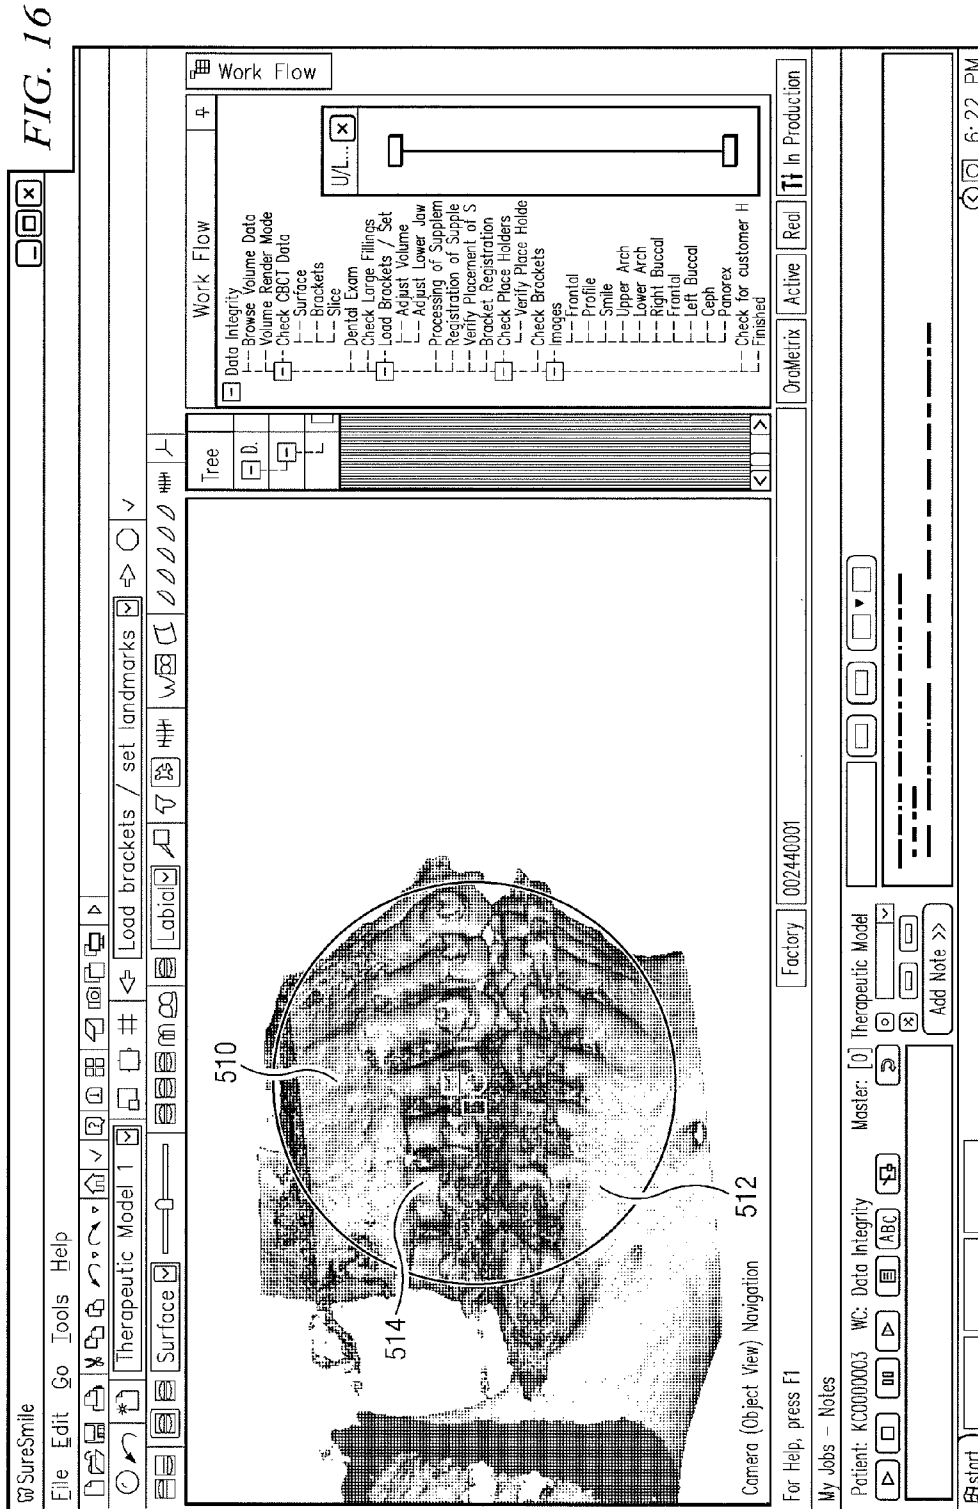 FIG. 16
SureSmile
File Edit Go Tools Help
Therapeutic Model 1
Load brackets / set landmarks
Surface
Labial
Tree
D.
Work Flow
Work Flow
Data Integrity
Browse Volume Data
Volume Render Mode
Check CBCT Data
Surface
Brackets
Slice
Dental Exam
Check Large Fillings
Load Brackets / Set
Adjust Volume
Adjust Lower Jaw
Processing of Supplem
Registration of Supple
Verify Placement of S
Bracket Registration
Check Place Holders
Verify Place Holde
Check Brackets
Images
Frontal
Profile
Smile
Upper Arch
Lower Arch
Right Buccal
Frontal
Left Buccal
Ceph
Panorex
Check for customer H
Finished
U/L...
510
514
512
Camera (Object View) Navigation
For Help, press F1
Factory
002440001
OraMetrix
Active
Real
In Production
My Jobs – Notes
Patient: KC0000003 WC: Data Integrity Master: [0] Therapeutic Model
ABC
Add Note >>
start
6:22 PM